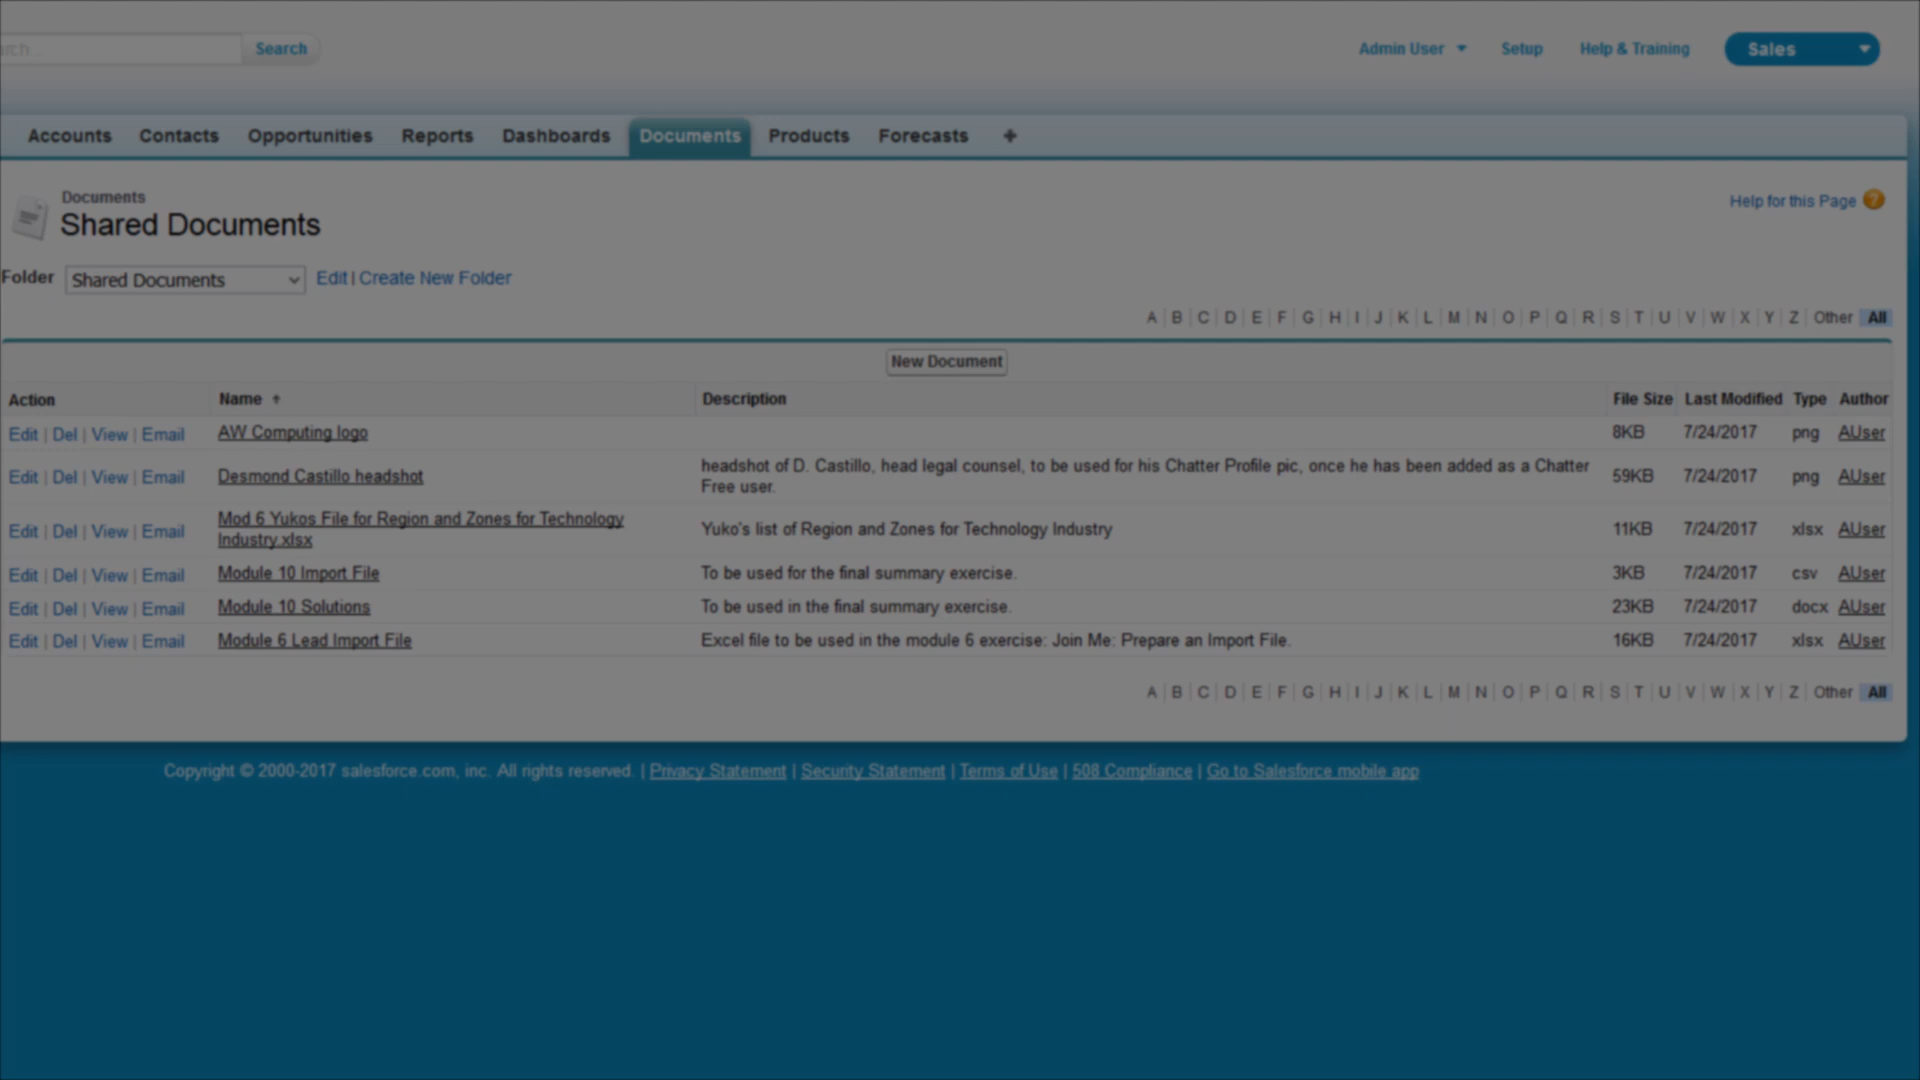 rch...
Search
Admin User
Setup
Help & Training
Sales
Accounts Contacts Opportunities Reports Dashboards Documents Products Forecasts +
Documents
Shared Documents
Help for this Page ?
Folder Shared Documents Edit | Create New Folder
A | B | C | D | E | F | G | H | I | J | K | L | M | N | O | P | Q | R | S | T | U | V | W | X | Y | Z | Other All
New Document
Action Name ↑ Description File Size Last Modified Type Author
Edit | Del | View | Email AW Computing logo 8KB 7/24/2017 png AUser
Edit | Del | View | Email Desmond Castillo headshot headshot of D. Castillo, head legal counsel, to be used for his Chatter Profile pic, once he has been added as a Chatter
Free user. 59KB 7/24/2017 png AUser
Edit | Del | View | Email Mod 6 Yukos File for Region and Zones for Technology
Industry.xlsx Yuko's list of Region and Zones for Technology Industry 11KB 7/24/2017 xlsx AUser
Edit | Del | View | Email Module 10 Import File To be used for the final summary exercise. 3KB 7/24/2017 csv AUser
Edit | Del | View | Email Module 10 Solutions To be used in the final summary exercise. 23KB 7/24/2017 docx AUser
Edit | Del | View | Email Module 6 Lead Import File Excel file to be used in the module 6 exercise: Join Me: Prepare an Import File. 16KB 7/24/2017 xlsx AUser
A | B | C | D | E | F | G | H | I | J | K | L | M | N | O | P | Q | R | S | T | U | V | W | X | Y | Z | Other All
Copyright © 2000-2017 salesforce.com, inc. All rights reserved. | Privacy Statement | Security Statement | Terms of Use | 508 Compliance | Go to Salesforce mobile app